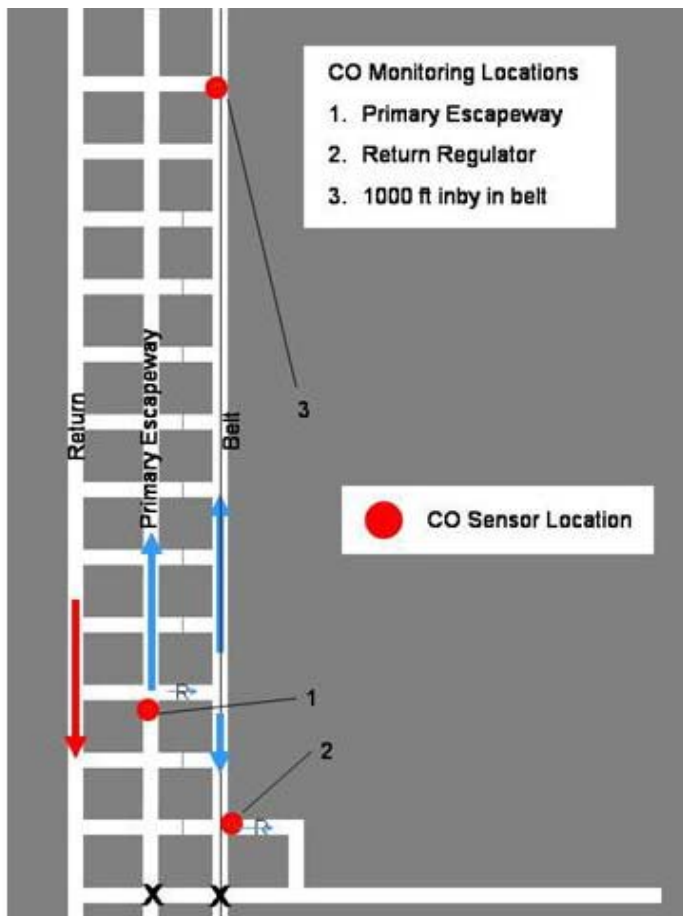 CO Monitoring Locations
1. Primary Escapeway
2. Return Regulator
3. 1000 ft inby in belt
Return
Primary Escapeway
Belt
3
CO Sensor Location
R
1
2
R
X
X